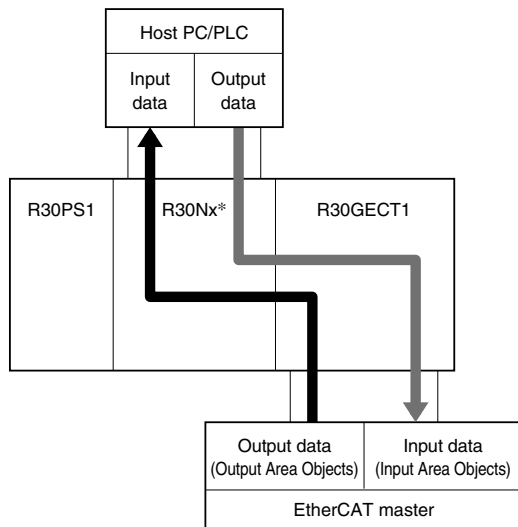 Host PC/PLC
Input data
Output data
R30PS1
R30Nx*
R30GECT1
Output data
(Output Area Objects)
Input data
(Input Area Objects)
EtherCAT master